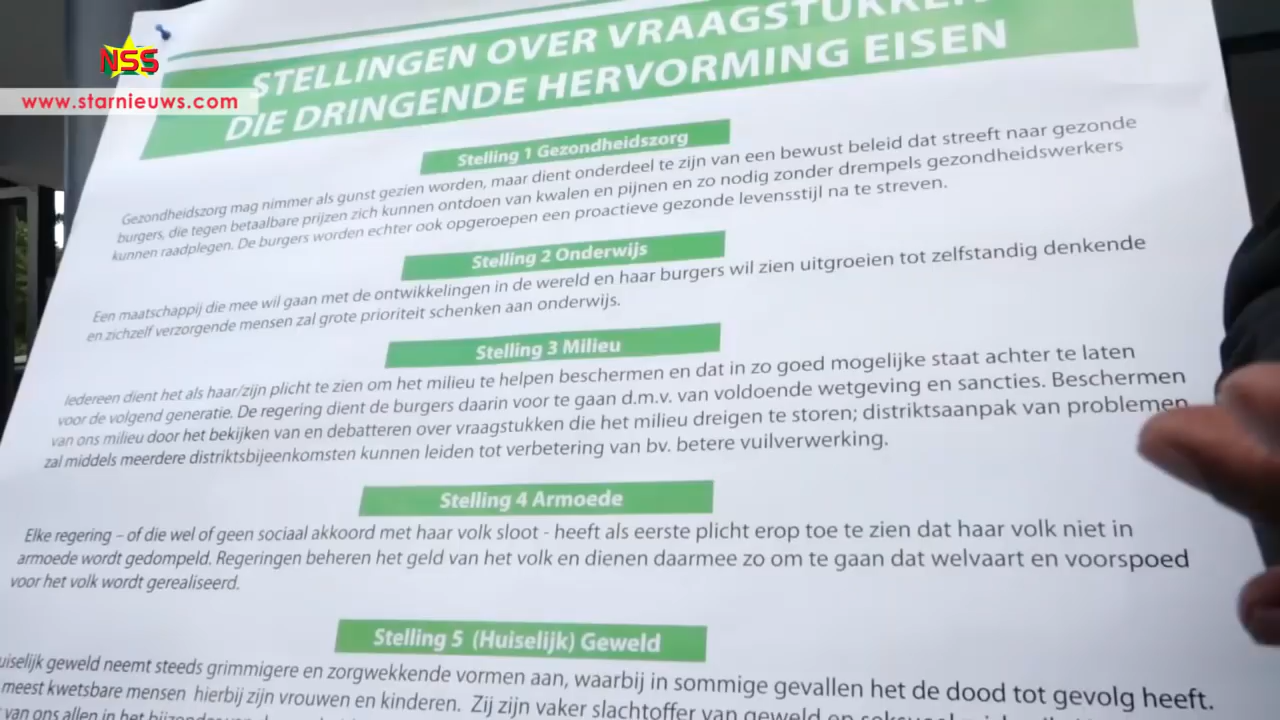 NSS
www.starnieuws.com
STELLINGEN OVER VRAAGSTUKKEN
DIE DRINGENDE HERVORMING EISEN
Stelling 1 Gezondheidszorg
Gezondheidszorg mag nimmer als gunst gezien worden, maar dient onderdeel te zijn van een bewust beleid dat streeft naar gezonde
burgers, die tegen betaalbare prijzen zich kunnen ontdoen van kwalen en pijnen en zo nodig zonder drempels gezondheidswerkers
kunnen raadplegen. De burgers worden echter ook opgeroepen een proactieve gezonde levensstijl na te streven.
Stelling 2 Onderwijs
Een maatschappij die mee wil gaan met de ontwikkelingen in de wereld en haar burgers wil zien uitgroeien tot zelfstandig denkende
en zichzelf verzorgende mensen zal grote prioriteit schenken aan onderwijs.
Stelling 3 Milieu
Iedereen dient het als haar/zijn plicht te zien om het milieu te helpen beschermen en dat in zo goed mogelijke staat achter te laten
voor de volgend generatie. De regering dient de burgers daarin voor te gaan d.m.v. van voldoende wetgeving en sancties. Beschermen
van ons milieu door het bekijken van en debatteren over vraagstukken die het milieu dreigen te storen; distriktsaanpak van problemen
zal middels meerdere distriktsbijeenkomsten kunnen leiden tot verbetering van bv. betere vuilverwerking.
Stelling 4 Armoede
Elke regering – of die wel of geen sociaal akkoord met haar volk sloot - heeft als eerste plicht erop toe te zien dat haar volk niet in
armoede wordt gedompeld. Regeringen beheren het geld van het volk en dienen daarmee zo om te gaan dat welvaart en voorspoed
voor het volk wordt gerealiseerd.
Stelling 5 (Huiselijk) Geweld
uiselijk geweld neemt steeds grimmigere en zorgwekkende vormen aan, waarbij in sommige gevallen het de dood tot gevolg heeft.
meest kwetsbare mensen hierbij zijn vrouwen en kinderen. Zij zijn vaker slachtoffer van geweld en
van ons allen in het